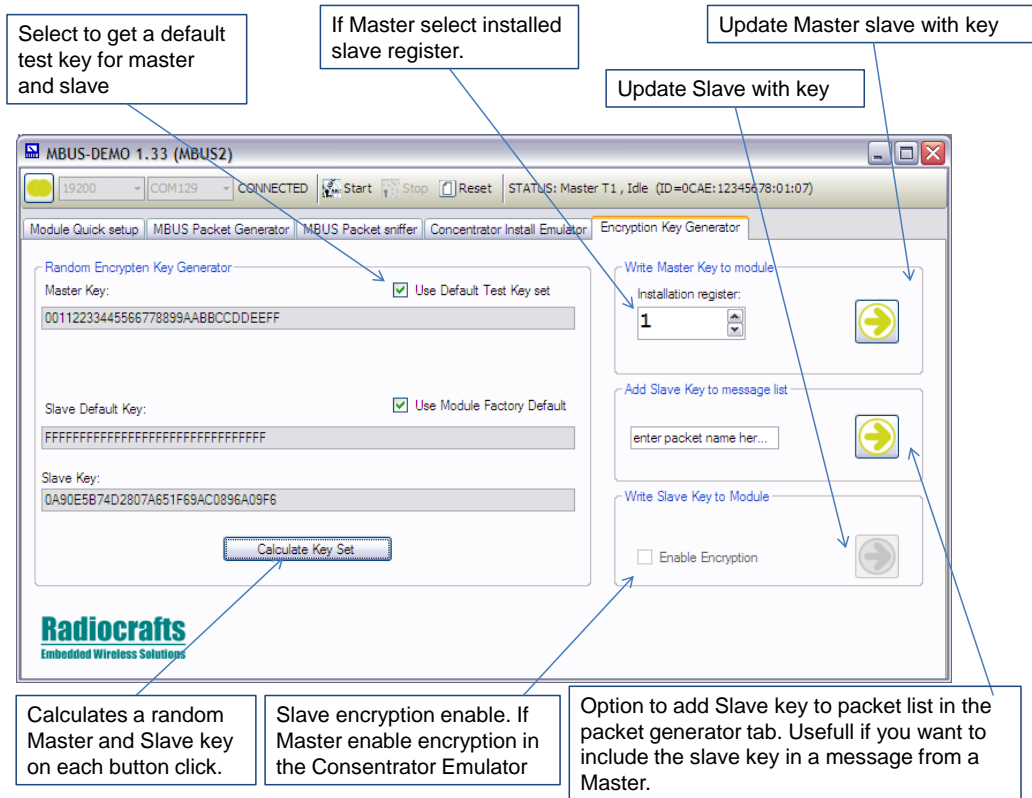 Select to get a default
test key for master
and slave
If Master select installed
slave register.
Update Master slave with key
Update Slave with key
MBUS-DEMO 1.33 (MBUS2)
19200 COM129 CONNECTED Start Stop Reset STATUS: Master T1 , Idle (ID=0CAE:12345678:01:07)
Module Quick setup MBUS Packet Generator MBUS Packet sniffer Concentrator Install Emulator Encryption Key Generator
Random Encrypten Key Generator
Master Key:
Use Default Test Key set
00112233445566778899AABBCCDDEEFF
Slave Default Key:
Use Module Factory Default
FFFFFFFFFFFFFFFFFFFFFFFFFFFFFFFF
Slave Key:
0A90E5B74D2807A651F69AC0896A09F6
Calculate Key Set
Write Master Key to module
Installation register:
1
Add Slave Key to message list
enter packet name her...
Write Slave Key to Module
Enable Encryption
Radiocrafts
Embedded Wireless Solutions
Calculates a random
Master and Slave key
on each button click.
Slave encryption enable. If
Master enable encryption in
the Consentrator Emulator
Option to add Slave key to packet list in the
packet generator tab. Usefull if you want to
include the slave key in a message from a
Master.